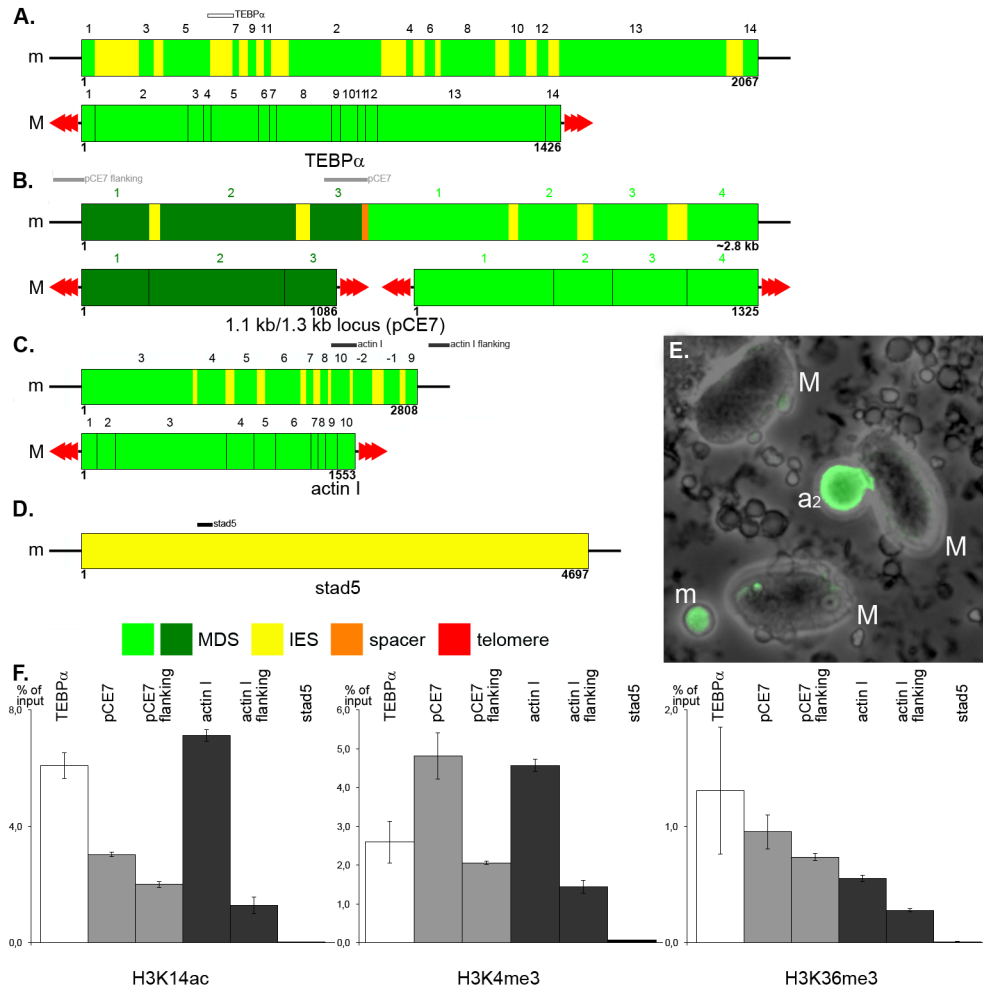 A.
TEBPα
1 3 5 7 9 11 2 4 6 8 10 12 13 14
m
1 2067
1 2 3 4 5 6 7 8 9 10 11 12 13 14
M
1 1426
TEBPα
B.
pCE7 flanking pCE7
1 2 3 1 2 3 4
m
1 ~2.8 kb
1 2 3 1 2 3 4
M
1 1086 1 1325
1.1 kb/1.3 kb locus (pCE7)
C.
actin I actin I flanking
3 4 5 6 7 8 10 -2 -1 9
m
1 2808
1 2 3 4 5 6 7 8 9 10
M
1 1553
actin I
D.
stad5
m
1 4697
stad5
MDS IES spacer telomere
E.
M
a2
M
m
M
F.
% of input
TEBPα
pCE7
pCE7 flanking
actin I
actin I flanking
stad5
8,0
4,0
0,0
H3K14ac
% of input
TEBPα
pCE7
pCE7 flanking
actin I
actin I flanking
stad5
6,0
5,0
4,0
3,0
2,0
1,0
0,0
H3K4me3
% of input
TEBPα
pCE7
pCE7 flanking
actin I
actin I flanking
stad5
2,0
1,0
0,0
H3K36me3